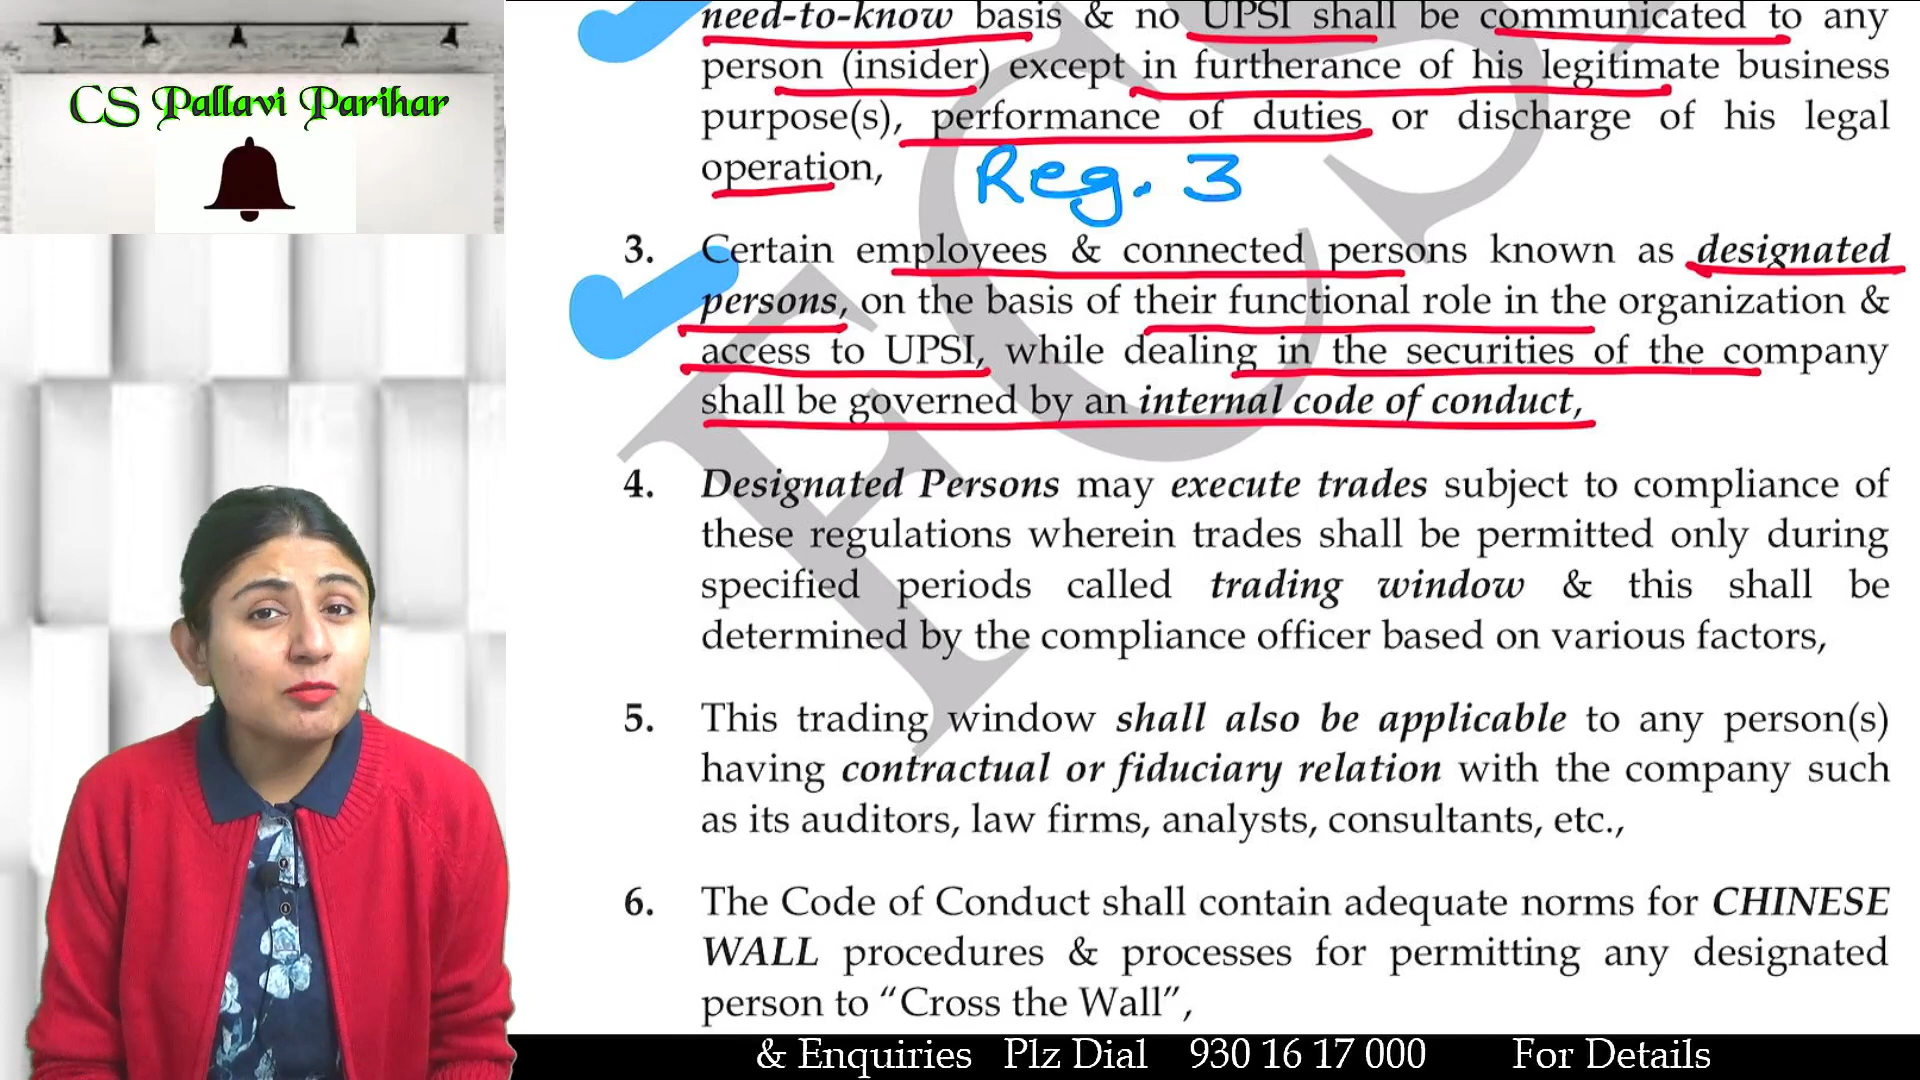 CS Pallavi Parihar
need-to-know basis & no UPSI shall be communicated to any
person (insider) except in furtherance of his legitimate business
purpose(s), performance of duties or discharge of his legal
operation,
Reg. 3
3. Certain employees & connected persons known as designated
persons, on the basis of their functional role in the organization &
access to UPSI, while dealing in the securities of the company
shall be governed by an internal code of conduct,
4. Designated Persons may execute trades subject to compliance of
these regulations wherein trades shall be permitted only during
specified periods called trading window & this shall be
determined by the compliance officer based on various factors,
5. This trading window shall also be applicable to any person(s)
having contractual or fiduciary relation with the company such
as its auditors, law firms, analysts, consultants, etc.,
6. The Code of Conduct shall contain adequate norms for CHINESE
WALL procedures & processes for permitting any designated
person to “Cross the Wall”,
& Enquiries Plz Dial 930 16 17 000 For Details